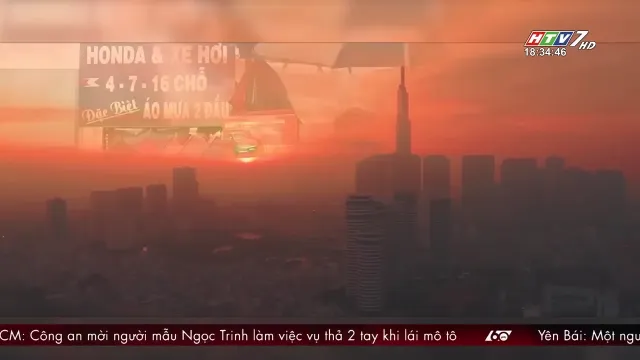 HONDA & XE HƠI
4 - 7 - 16 CHỖ
Đặc Biệt ÁO MƯA 2 ĐẦU
HTV7 HD
18:34:46
CM: Công an mời người mẫu Ngọc Trinh làm việc vụ thả 2 tay khi lái mô tô
60
Yên Bái: Một ngu